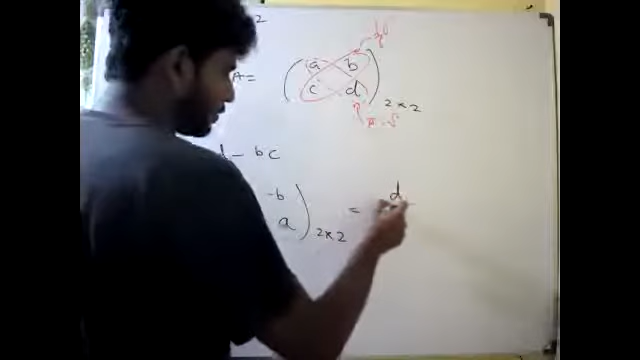 2
A = ( a b
c d ) 2×2
d - bc
-b
a ) 2×2 = d